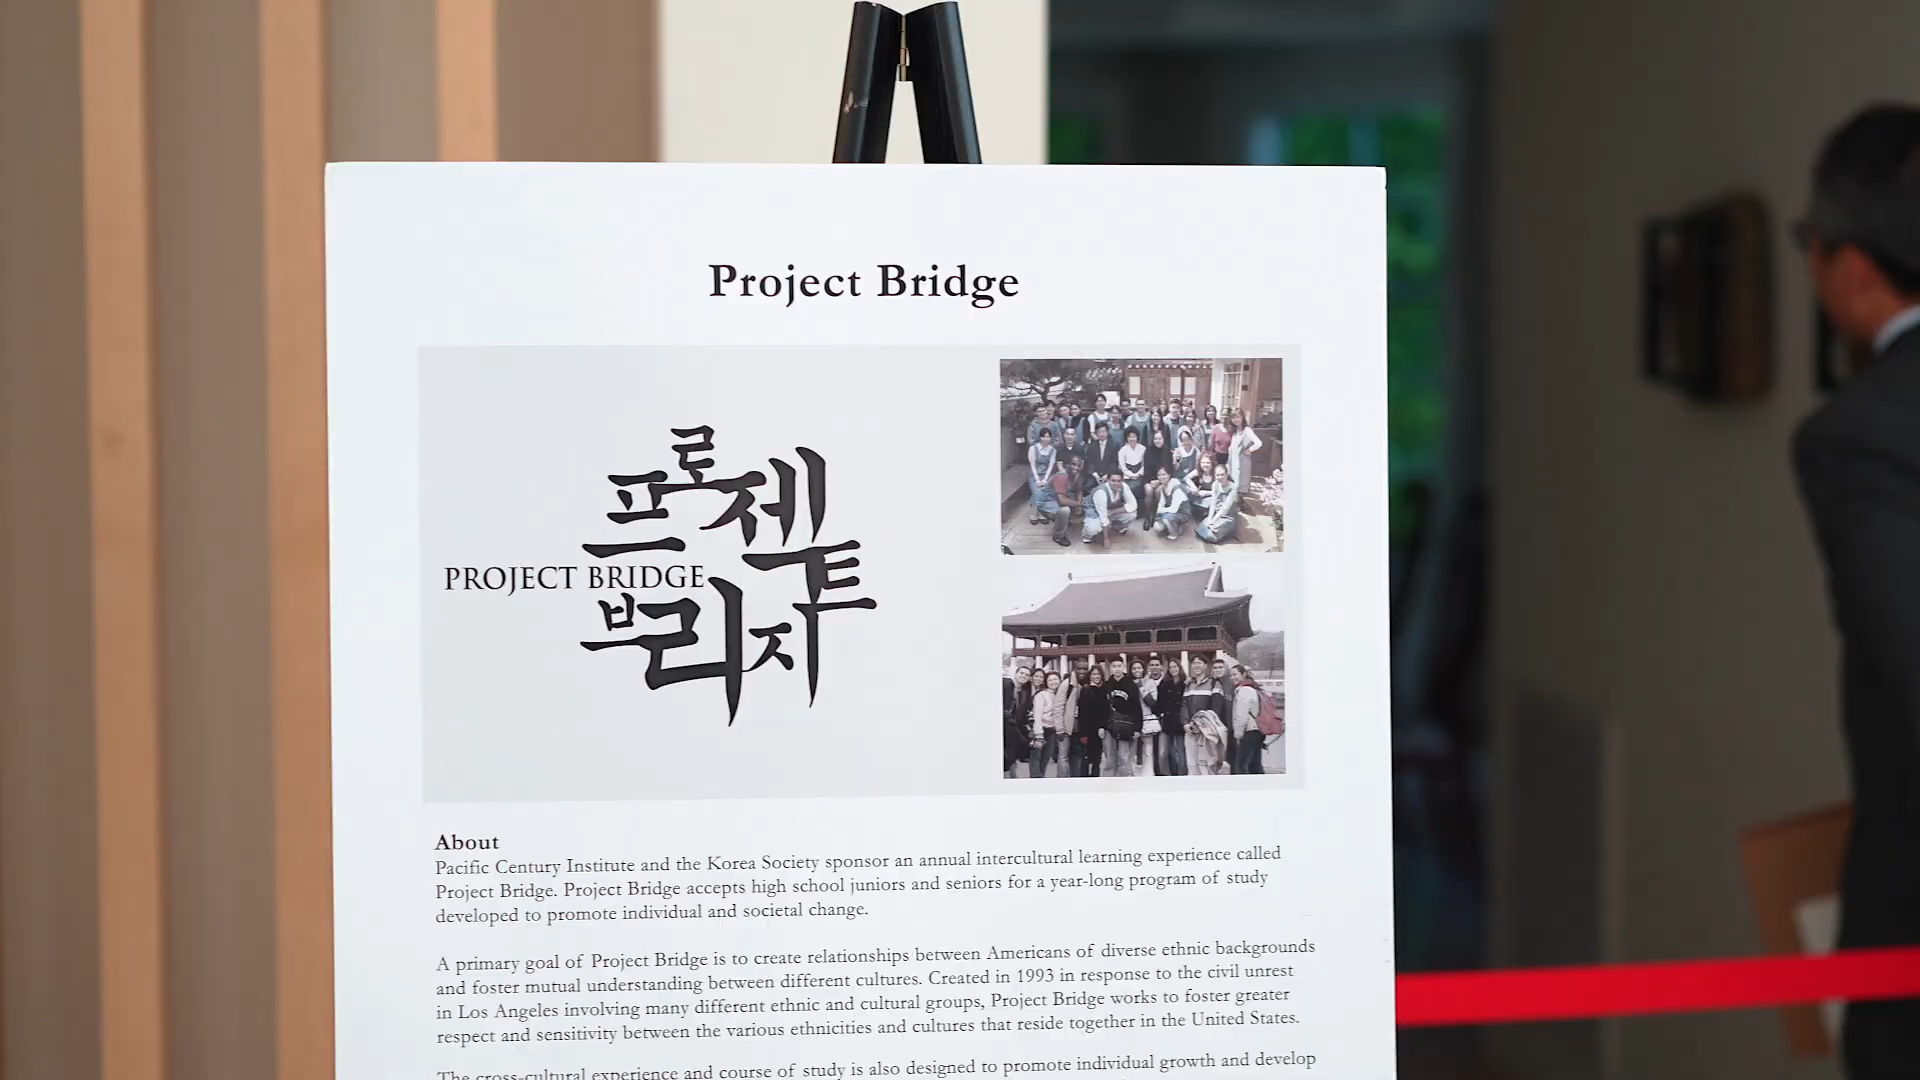 Project Bridge
프로젝트
PROJECT BRIDGE
브리지
About
Pacific Century Institute and the Korea Society sponsor an annual intercultural learning experience called
Project Bridge. Project Bridge accepts high school juniors and seniors for a year-long program of study
developed to promote individual and societal change.
A primary goal of Project Bridge is to create relationships between Americans of diverse ethnic backgrounds
and foster mutual understanding between different cultures. Created in 1993 in response to the civil unrest
in Los Angeles involving many different ethnic and cultural groups, Project Bridge works to foster greater
respect and sensitivity between the various ethnicities and cultures that reside together in the United States.
The cross-cultural experience and course of study is also designed to promote individual growth and develop